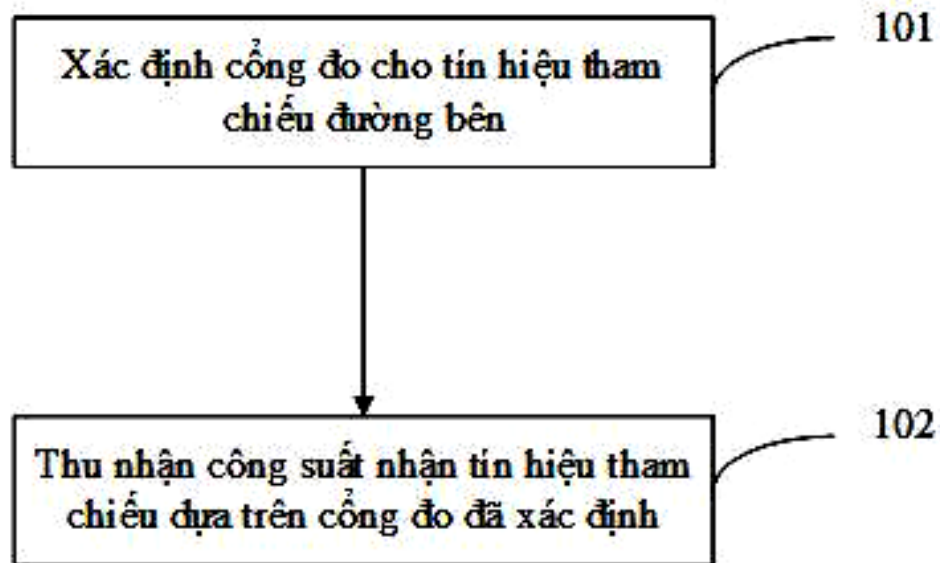 101
Xác định cổng đo cho tín hiệu tham
chiếu đường bên
102
Thu nhận công suất nhận tín hiệu tham
chiếu dựa trên cổng đo đã xác định